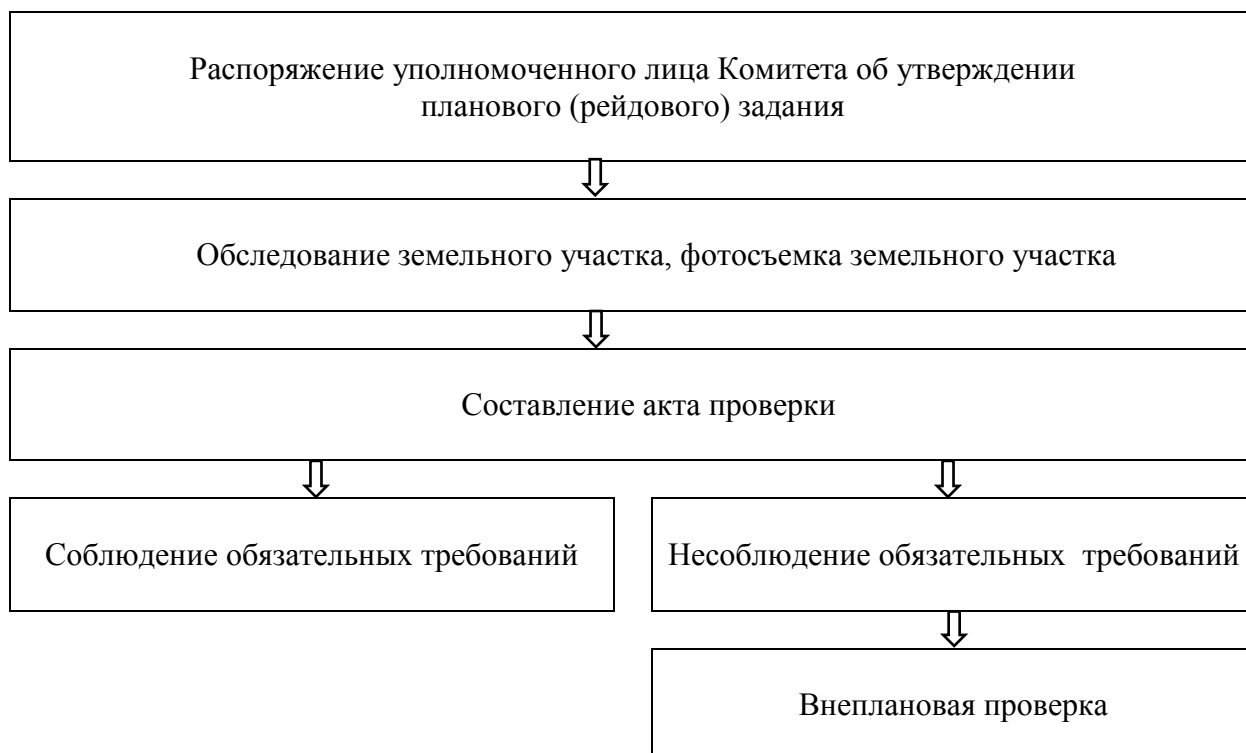 Распоряжение уполномоченного лица Комитета об утверждении
планового (рейдового) задания
Обследование земельного участка, фотосъемка земельного участка
Составление акта проверки
Соблюдение обязательных требований
Несоблюдение обязательных  требований
Внеплановая проверка